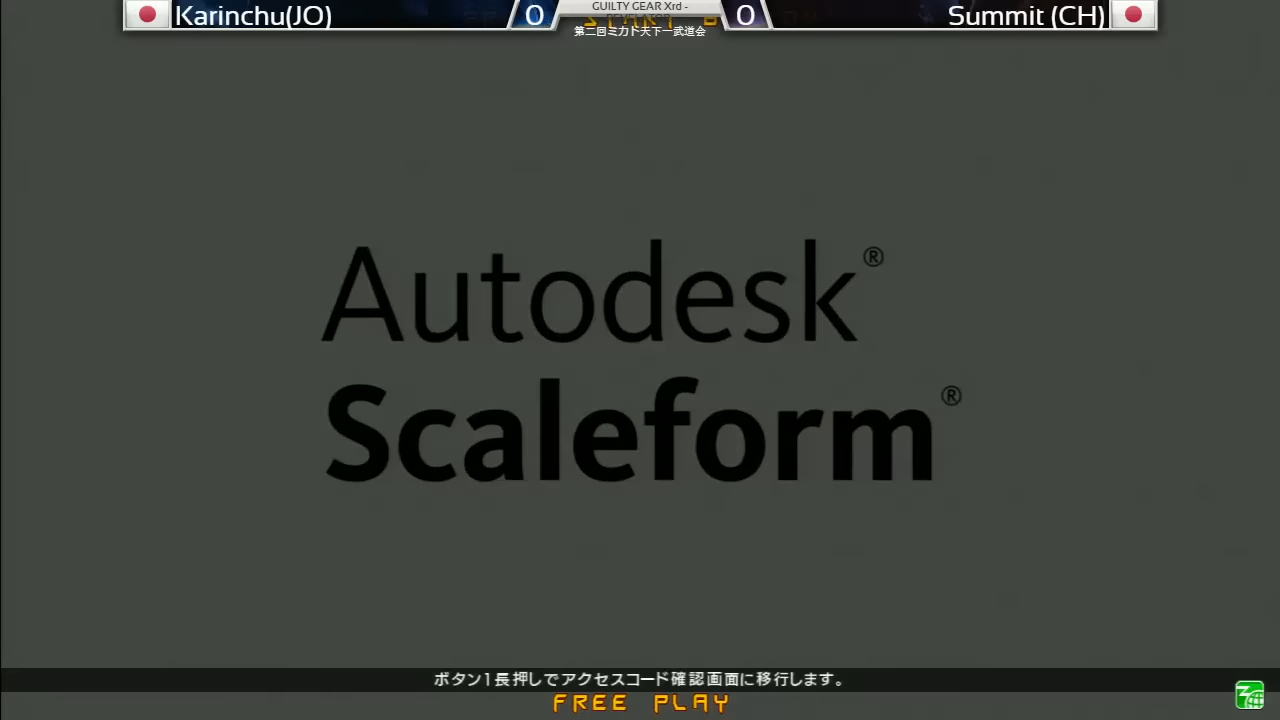 Karinchu(JO)
0
GUILTY GEAR Xrd -
0
Summit (CH)
第二回ミカド天下一武道会
Autodesk®
Scaleform®
ボタン1長押しでアクセスコード確認画面に移行します。
FREE PLAY